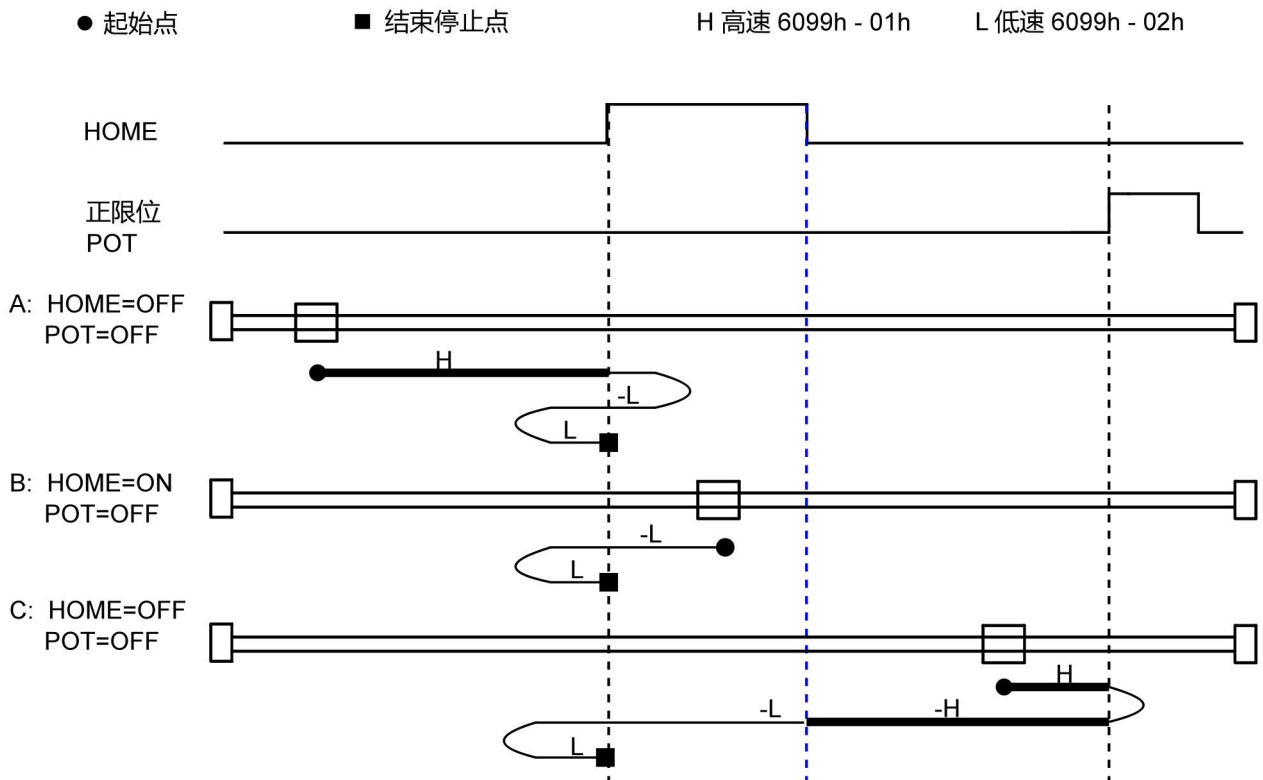 起始点 结束停止点 H 高速 6099h - 01h L 低速 6099h - 02h
HOME
正限位
POT
A: HOME=OFF
POT=OFF
H
-L
L
B: HOME=ON
POT=OFF
-L
L
C: HOME=OFF
POT=OFF
H
-L -H
L